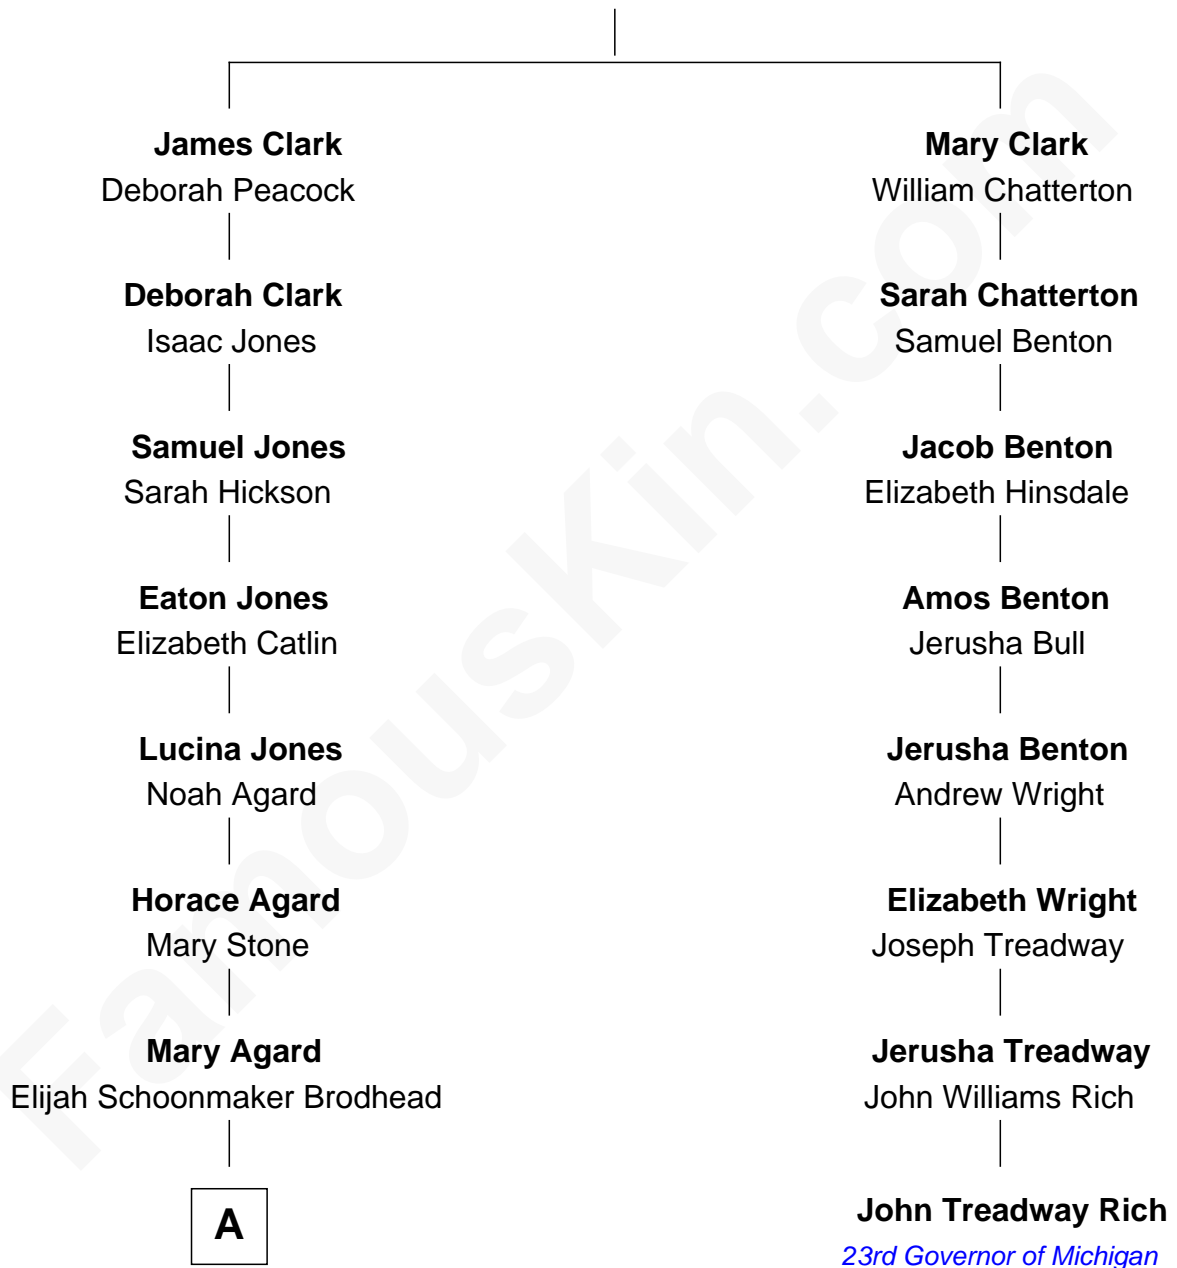 James Clark
Deborah Peacock
Deborah Clark
Isaac Jones
Samuel Jones
Sarah Hickson
Eaton Jones
Elizabeth Catlin
Lucina Jones
Noah Agard
Horace Agard
Mary Stone
Mary Agard
Elijah Schoonmaker Brodhead
A
Mary Clark
William Chatterton
Sarah Chatterton
Samuel Benton
Jacob Benton
Elizabeth Hinsdale
Amos Benton
Jerusha Bull
Jerusha Benton
Andrew Wright
Elizabeth Wright
Joseph Treadway
Jerusha Treadway
John Williams Rich
John Treadway Rich
23rd Governor of Michigan
FamousKin.com